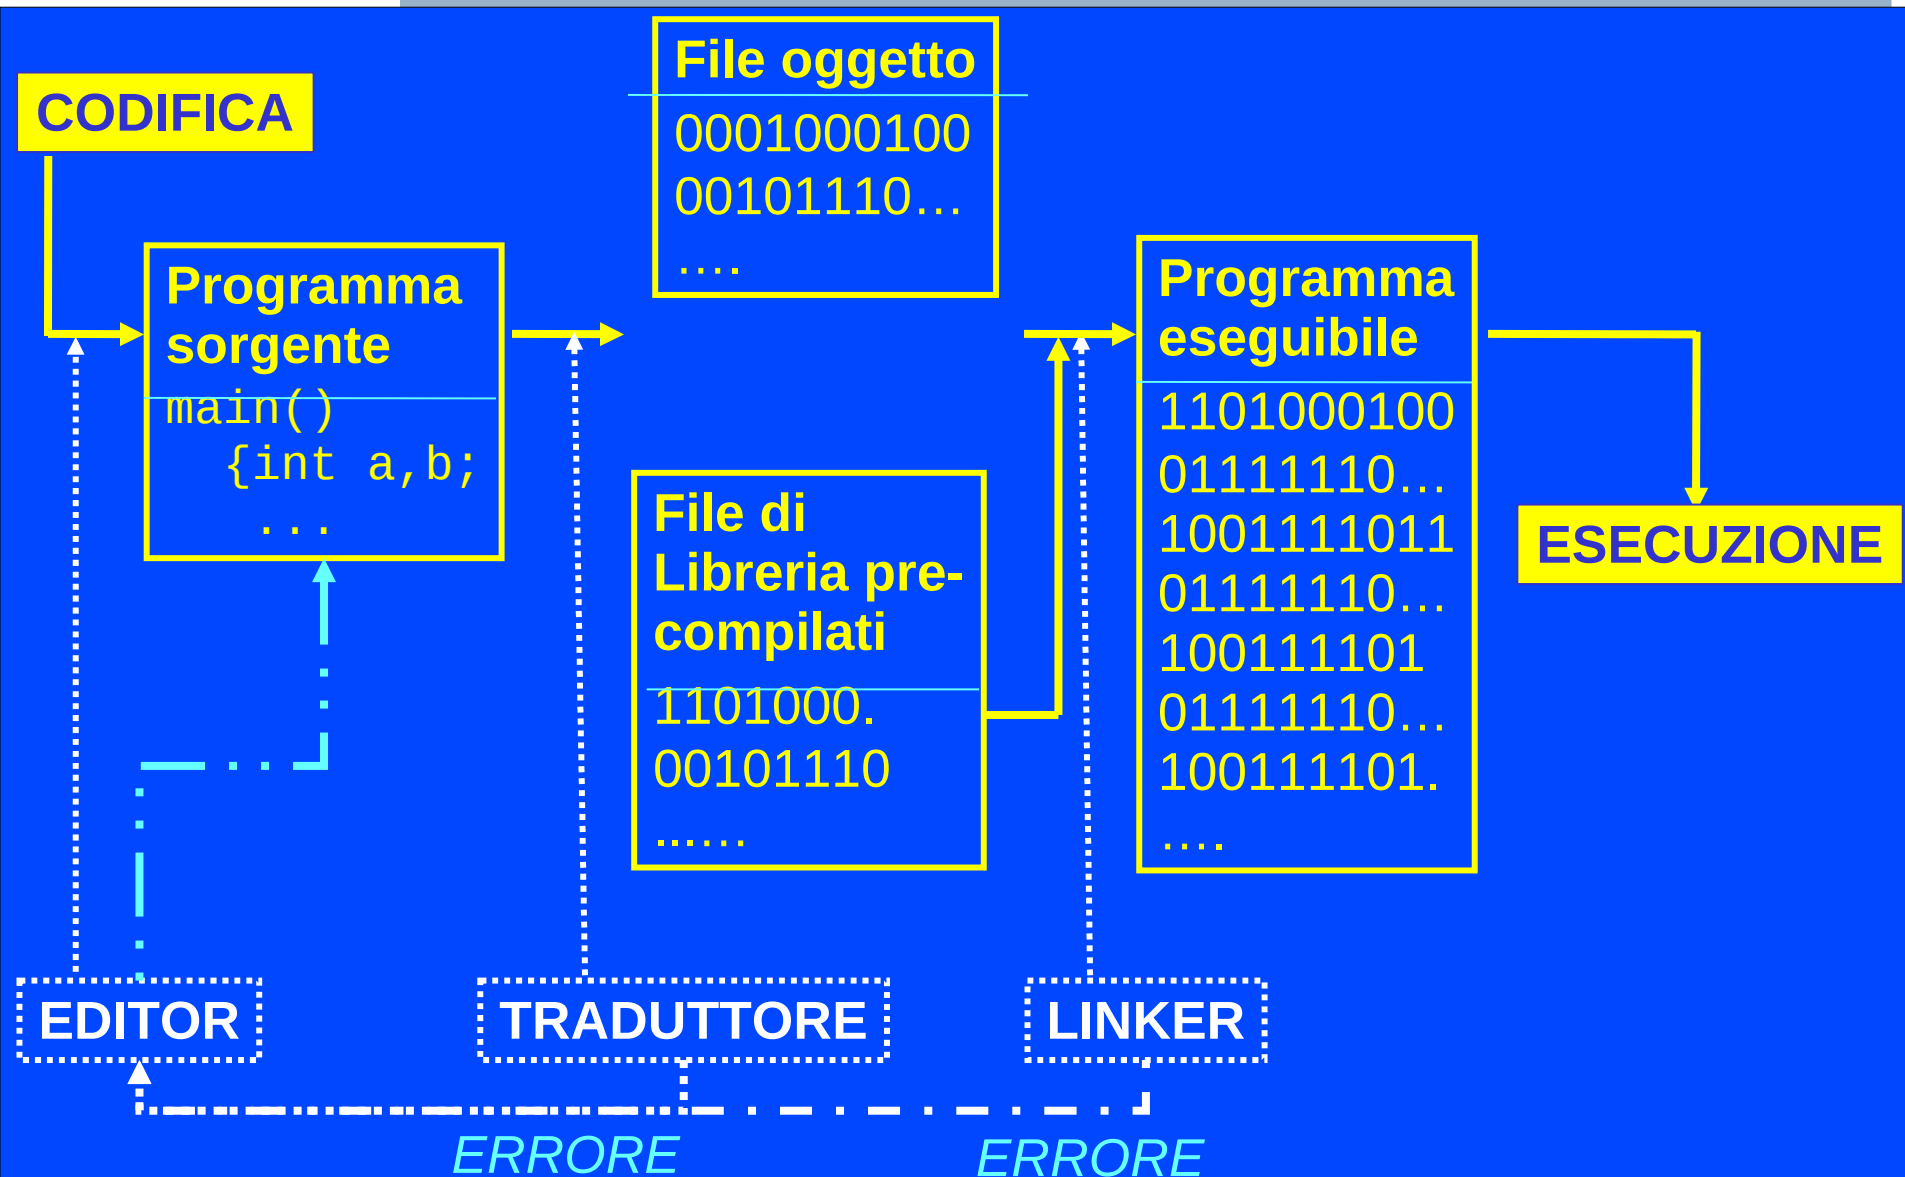 CODIFICA
Programma
sorgente
main()
{int a,b;
...
File oggetto
0001000100
00101110…
….
File di
Libreria pre-
compilati
1101000.
00101110
...…
Programma
eseguibile
1101000100
01111110…
1001111011
01111110…
100111101
01111110…
100111101.
….
ESECUZIONE
EDITOR
TRADUTTORE
LINKER
ERRORE
ERRORE